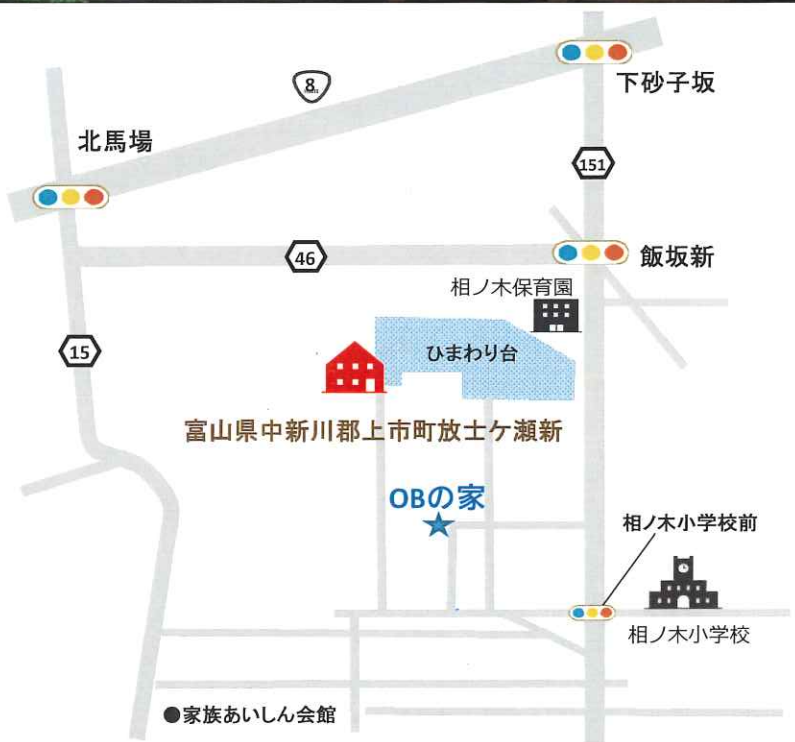 8
下砂子坂
北馬場
151
46
飯坂新
相ノ木保育園
15
ひまわり台
富山県中新川郡上市町放士ケ瀬新
OBの家
相ノ木小学校前
相ノ木小学校
●家族あいしん会館